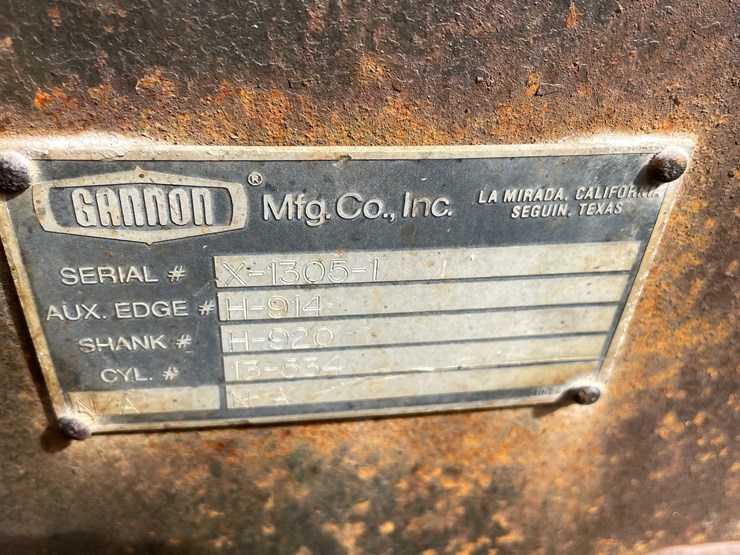 GANNON ® Mfg. Co., Inc. LA MIRADA, CALIFORNIA
SEGUIN, TEXAS
SERIAL # X-1305-1
AUX. EDGE # H-914
SHANK # H-920
CYL. # 13-534
N/A N/A